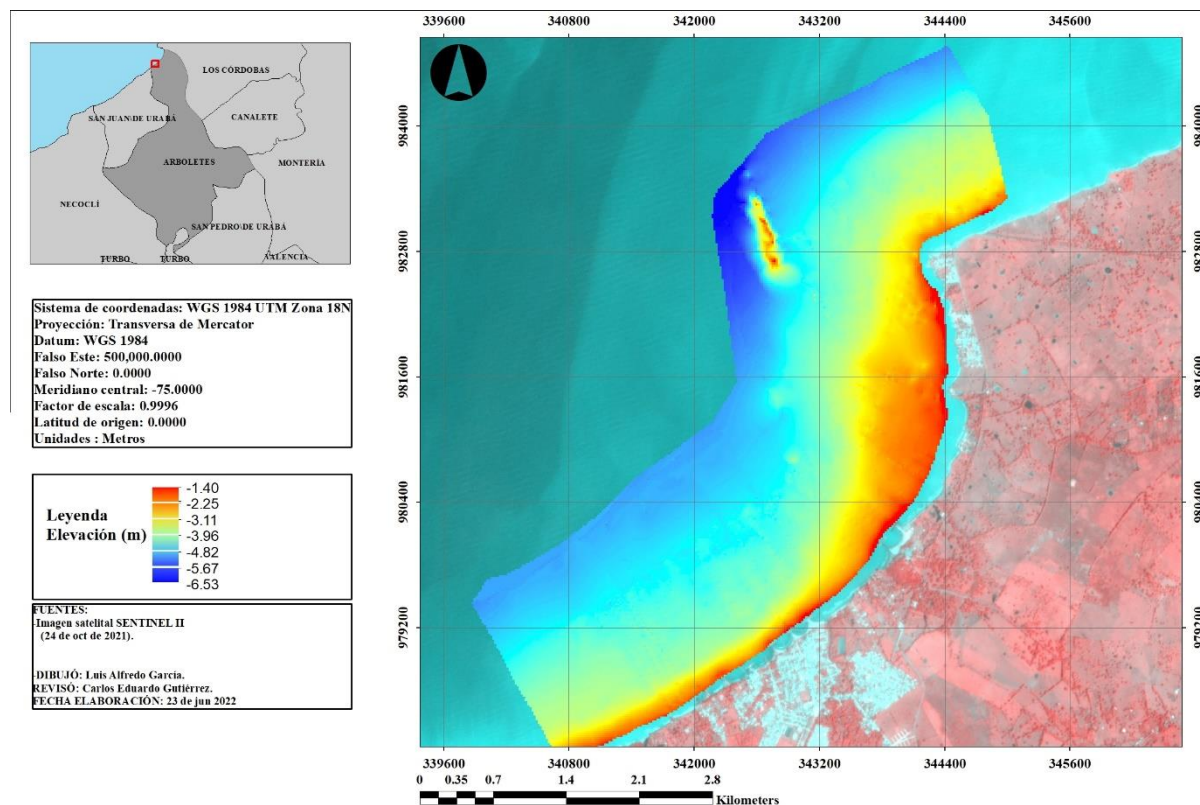 339600 340800 342000 343200 344400 345600
LOS CÓRDOBAS
SAN JUAN DE URABÁ
CANALETE
ARBOLETES
MONTERÍA
NECOCLÍ
SAN PEDRO DE URABÁ
TURBO TURBO VALENCIA
984000 984000
982800 982800
981600 981600
980400 980400
979200 979200
Sistema de coordenadas: WGS 1984 UTM Zona 18N
Proyección: Transversa de Mercator
Datum: WGS 1984
Falso Este: 500,000.0000
Falso Norte: 0.0000
Meridiano central: -75.0000
Factor de escala: 0.9996
Latitud de origen: 0.0000
Unidades : Metros
Leyenda
Elevación (m)
-1.40
-2.25
-3.11
-3.96
-4.82
-5.67
-6.53
FUENTES:
-Imagen satelital SENTINEL II
(24 de oct de 2021).
-DIBUJÓ: Luis Alfredo García.
REVISÓ: Carlos Eduardo Gutiérrez.
FECHA ELABORACIÓN: 23 de jun 2022
339600 340800 342000 343200 344400 345600
0 0.35 0.7 1.4 2.1 2.8
Kilometers